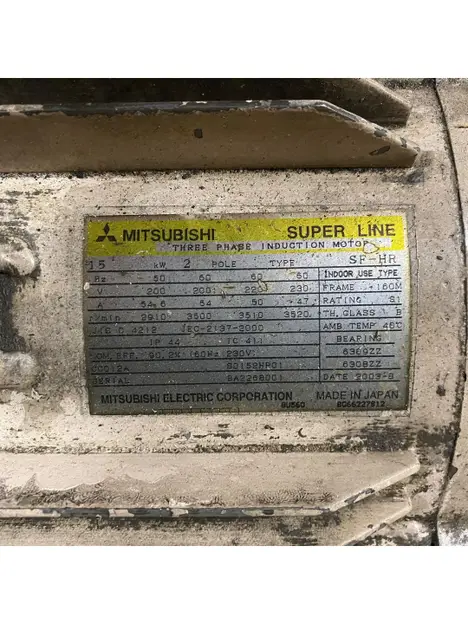 MITSUBISHI SUPER LINE
THREE PHASE INDUCTION MOTOR
15 kW 2 POLE TYPE SF-HR
Hz 50 60 60 60 INDOOR USE TYPE
V 200 200 220 230 FRAME 160M
A 54.6 54 50 47 RATING S1
r/min 2910 3500 3510 3520 TH.CLASS B
JEC-2137-2000 AMB TEMP 40℃
IP 44 IC 411 BEARING
NOM.EFF. 90.2%(60Hz 230V) 6309ZZ
6308ZZ
SERIAL DATE 2003
MITSUBISHI ELECTRIC CORPORATION MADE IN JAPAN
BU560